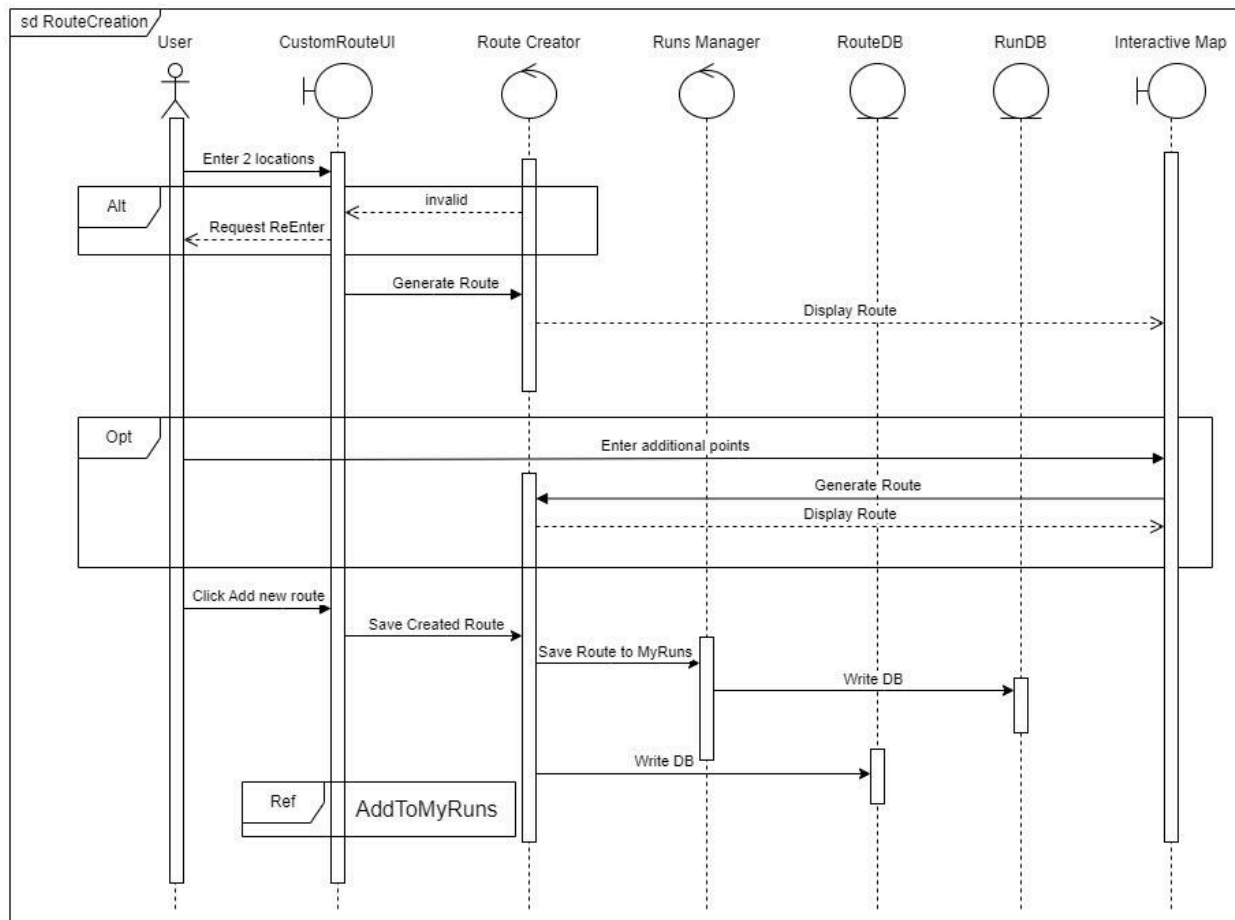 sd RouteCreation
User
CustomRouteUI
Route Creator
Runs Manager
RouteDB
RunDB
Interactive Map
Enter 2 locations
Alt
invalid
Request ReEnter
Generate Route
Display Route
Opt
Enter additional points
Generate Route
Display Route
Click Add new route
Save Created Route
Save Route to MyRuns
Write DB
Write DB
Ref
AddToMyRuns